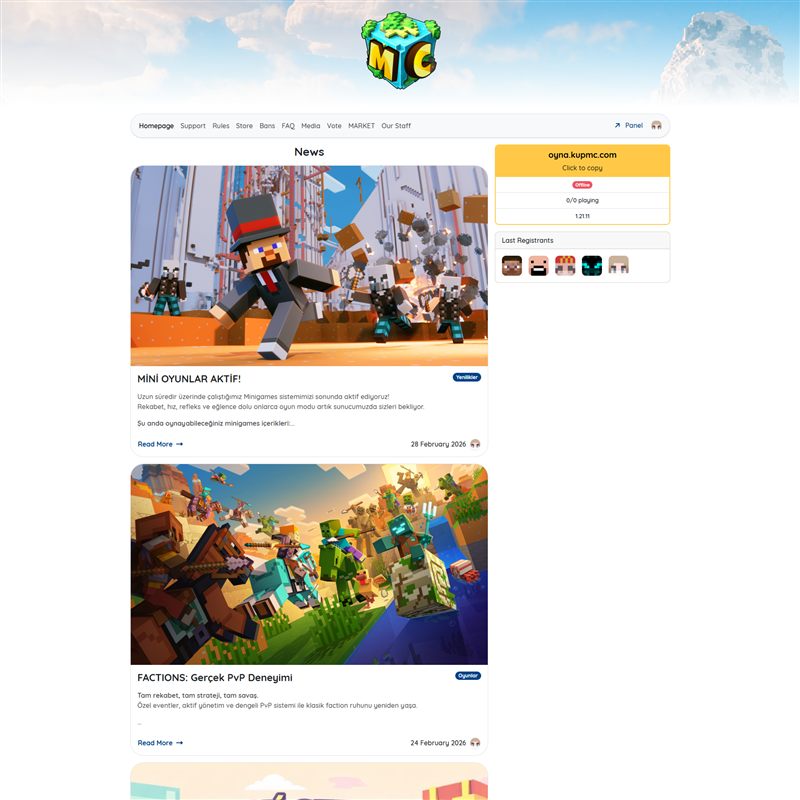 MC
Homepage Support Rules Store Bans FAQ Media Vote MARKET Our Staff Panel
News
MİNİ OYUNLAR AKTİF! Yenilikler
Uzun süredir üzerinde çalıştığımız Minigames sistemimizi sonunda aktif ediyoruz!
Rekabet, hız, refleks ve eğlence dolu onlarca oyun modu artık sunucumuzda sizleri bekliyor.
Şu anda oynayabileceğiniz minigames içerikleri:...
Read More → 28 February 2026
FACTIONS: Gerçek PvP Deneyimi Oyunlar
Tam rekabet, tam strateji, tam savaş.
Özel eventler, aktif yönetim ve dengeli PvP sistemi ile klasik faction ruhunu yeniden yaşa.
...
Read More → 24 February 2026
oyna.kupmc.com
Click to copy
Offline
0/0 playing
1.21.11
Last Registrants